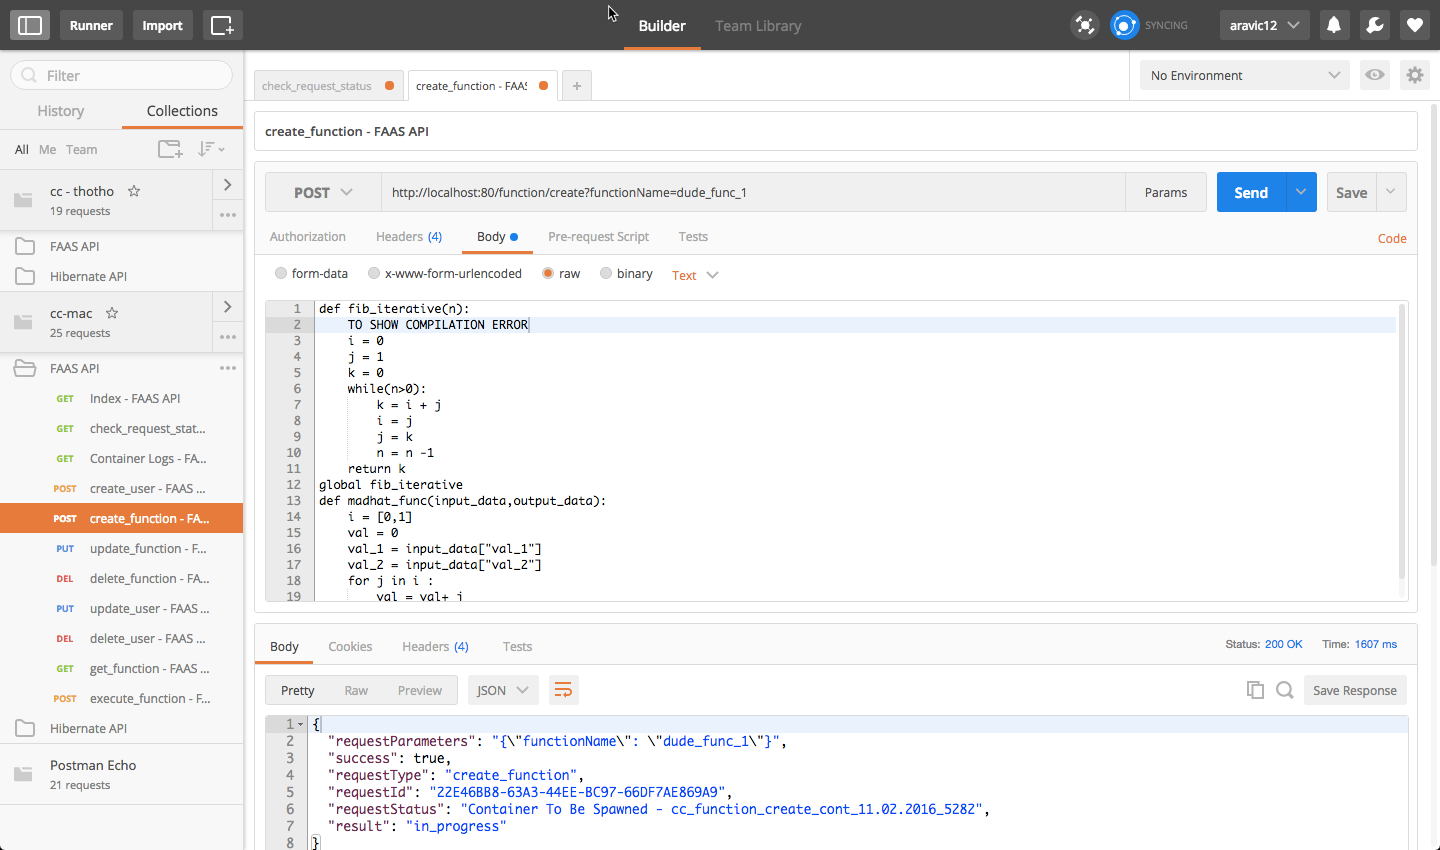 Runner
Import
Builder
Team Library
SYNCING
aravic12
Filter
History
Collections
All
Me
Team
cc - thotho
19 requests
FAAS API
Hibernate API
cc-mac
25 requests
FAAS API
GET Index - FAAS API
GET check_request_stat...
GET Container Logs - FA...
POST create_user - FAAS ...
POST create_function - FA...
PUT update_function - F...
DEL delete_function - FA...
PUT update_user - FAAS ...
DEL delete_user - FAAS ...
GET get_function - FAAS ...
POST execute_function - F...
Hibernate API
Postman Echo
21 requests
check_request_status
create_function - FAA
+
No Environment
create_function - FAAS API
POST
http://localhost:80/function/create?functionName=dude_func_1
Params
Send
Save
Authorization
Headers (4)
Body
Pre-request Script
Tests
Code
form-data
x-www-form-urlencoded
raw
binary
Text
1 def fib_iterative(n):
2 TO SHOW COMPILATION ERROR
3 i = 0
4 j = 1
5 k = 0
6 while(n>0):
7 k = i + j
8 i = j
9 j = k
10 n = n -1
11 return k
12 global fib_iterative
13 def madhat_func(input_data,output_data):
14 i = [0,1]
15 val = 0
16 val_1 = input_data["val_1"]
17 val_2 = input_data["val_2"]
18 for j in i :
19 val = val+ j
Body
Cookies
Headers (4)
Tests
Status: 200 OK
Time: 1607 ms
Pretty
Raw
Preview
JSON
Save Response
1 {
2 "requestParameters": "{\"functionName\": \"dude_func_1\"}",
3 "success": true,
4 "requestType": "create_function",
5 "requestId": "22E46BB8-63A3-44EE-BC97-66DF7AE869A9",
6 "requestStatus": "Container To Be Spawned - cc_function_create_cont_11.02.2016_5282",
7 "result": "in_progress"
8 }